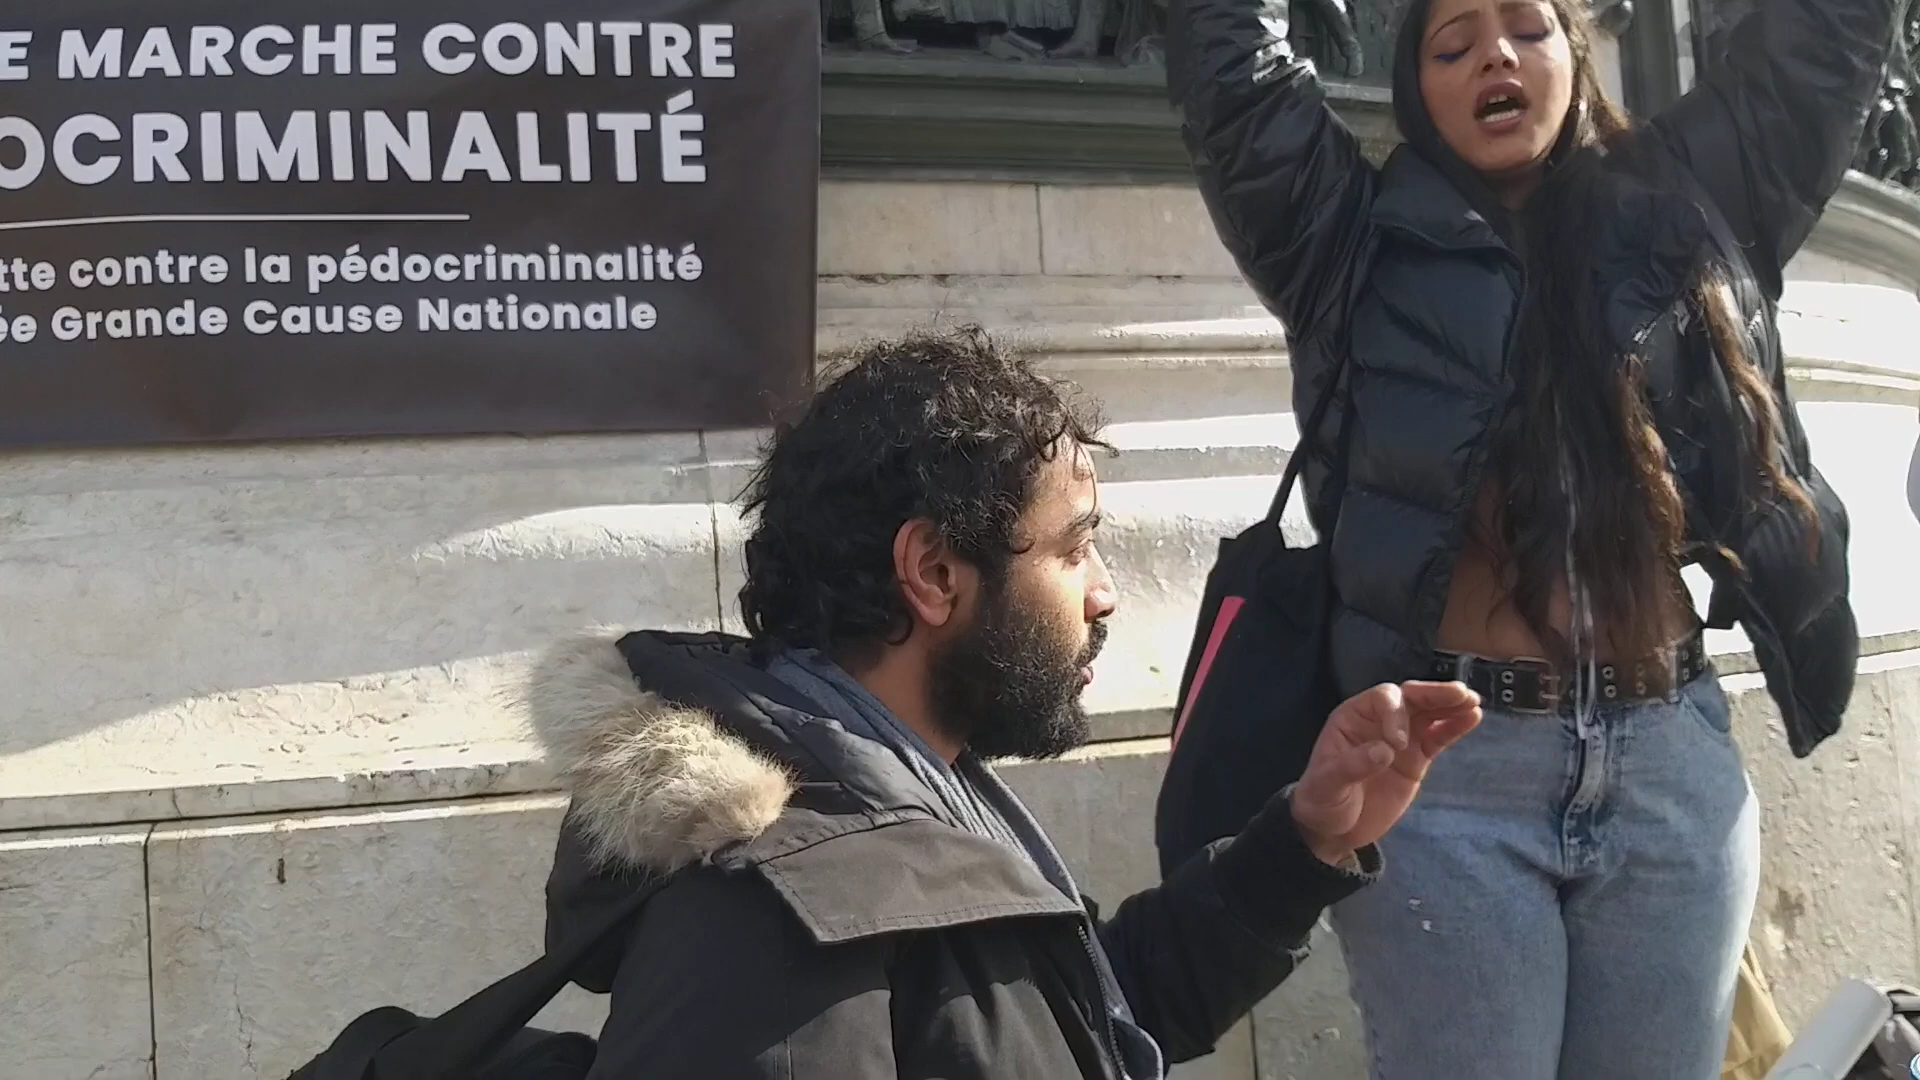 E MARCHE CONTRE
OCRIMINALITÉ
tte contre la pédocriminalité
ée Grande Cause Nationale